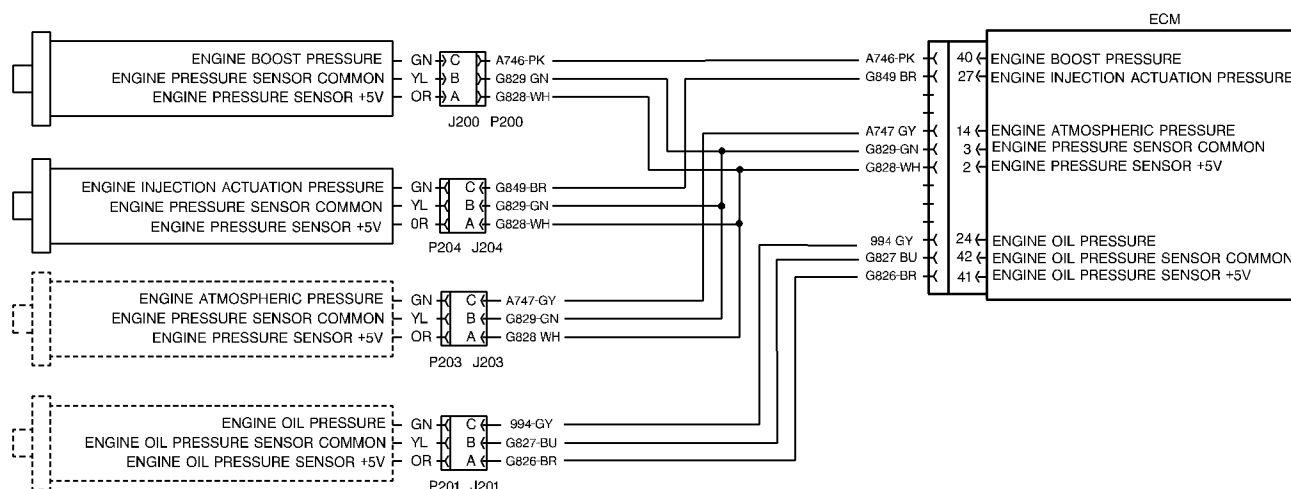 ECM
ENGINE BOOST PRESSURE GN C A746-PK A746-PK 40 ENGINE BOOST PRESSURE
ENGINE PRESSURE SENSOR COMMON YL B G829 GN G849 BR 27 ENGINE INJECTION ACTUATION PRESSURE
ENGINE PRESSURE SENSOR +5V OR A G828-WH
J200 P200
A747 GY 14 ENGINE ATMOSPHERIC PRESSURE
G829-GN 3 ENGINE PRESSURE SENSOR COMMON
G828-WH 2 ENGINE PRESSURE SENSOR +5V
ENGINE INJECTION ACTUATION PRESSURE GN C G849-BR
ENGINE PRESSURE SENSOR COMMON YL B G829-GN
ENGINE PRESSURE SENSOR +5V 0R A G828-WH
P204 J204
994 GY 24 ENGINE OIL PRESSURE
G827 BU 42 ENGINE OIL PRESSURE SENSOR COMMON
G826-BR 41 ENGINE OIL PRESSURE SENSOR +5V
ENGINE ATMOSPHERIC PRESSURE GN C A747-GY
ENGINE PRESSURE SENSOR COMMON YL B G829-GN
ENGINE PRESSURE SENSOR +5V OR A G828 WH
P203 J203
ENGINE OIL PRESSURE GN C 994-GY
ENGINE OIL PRESSURE SENSOR COMMON YL B G827-BU
ENGINE OIL PRESSURE SENSOR +5V OR A G826-BR
P201 J201